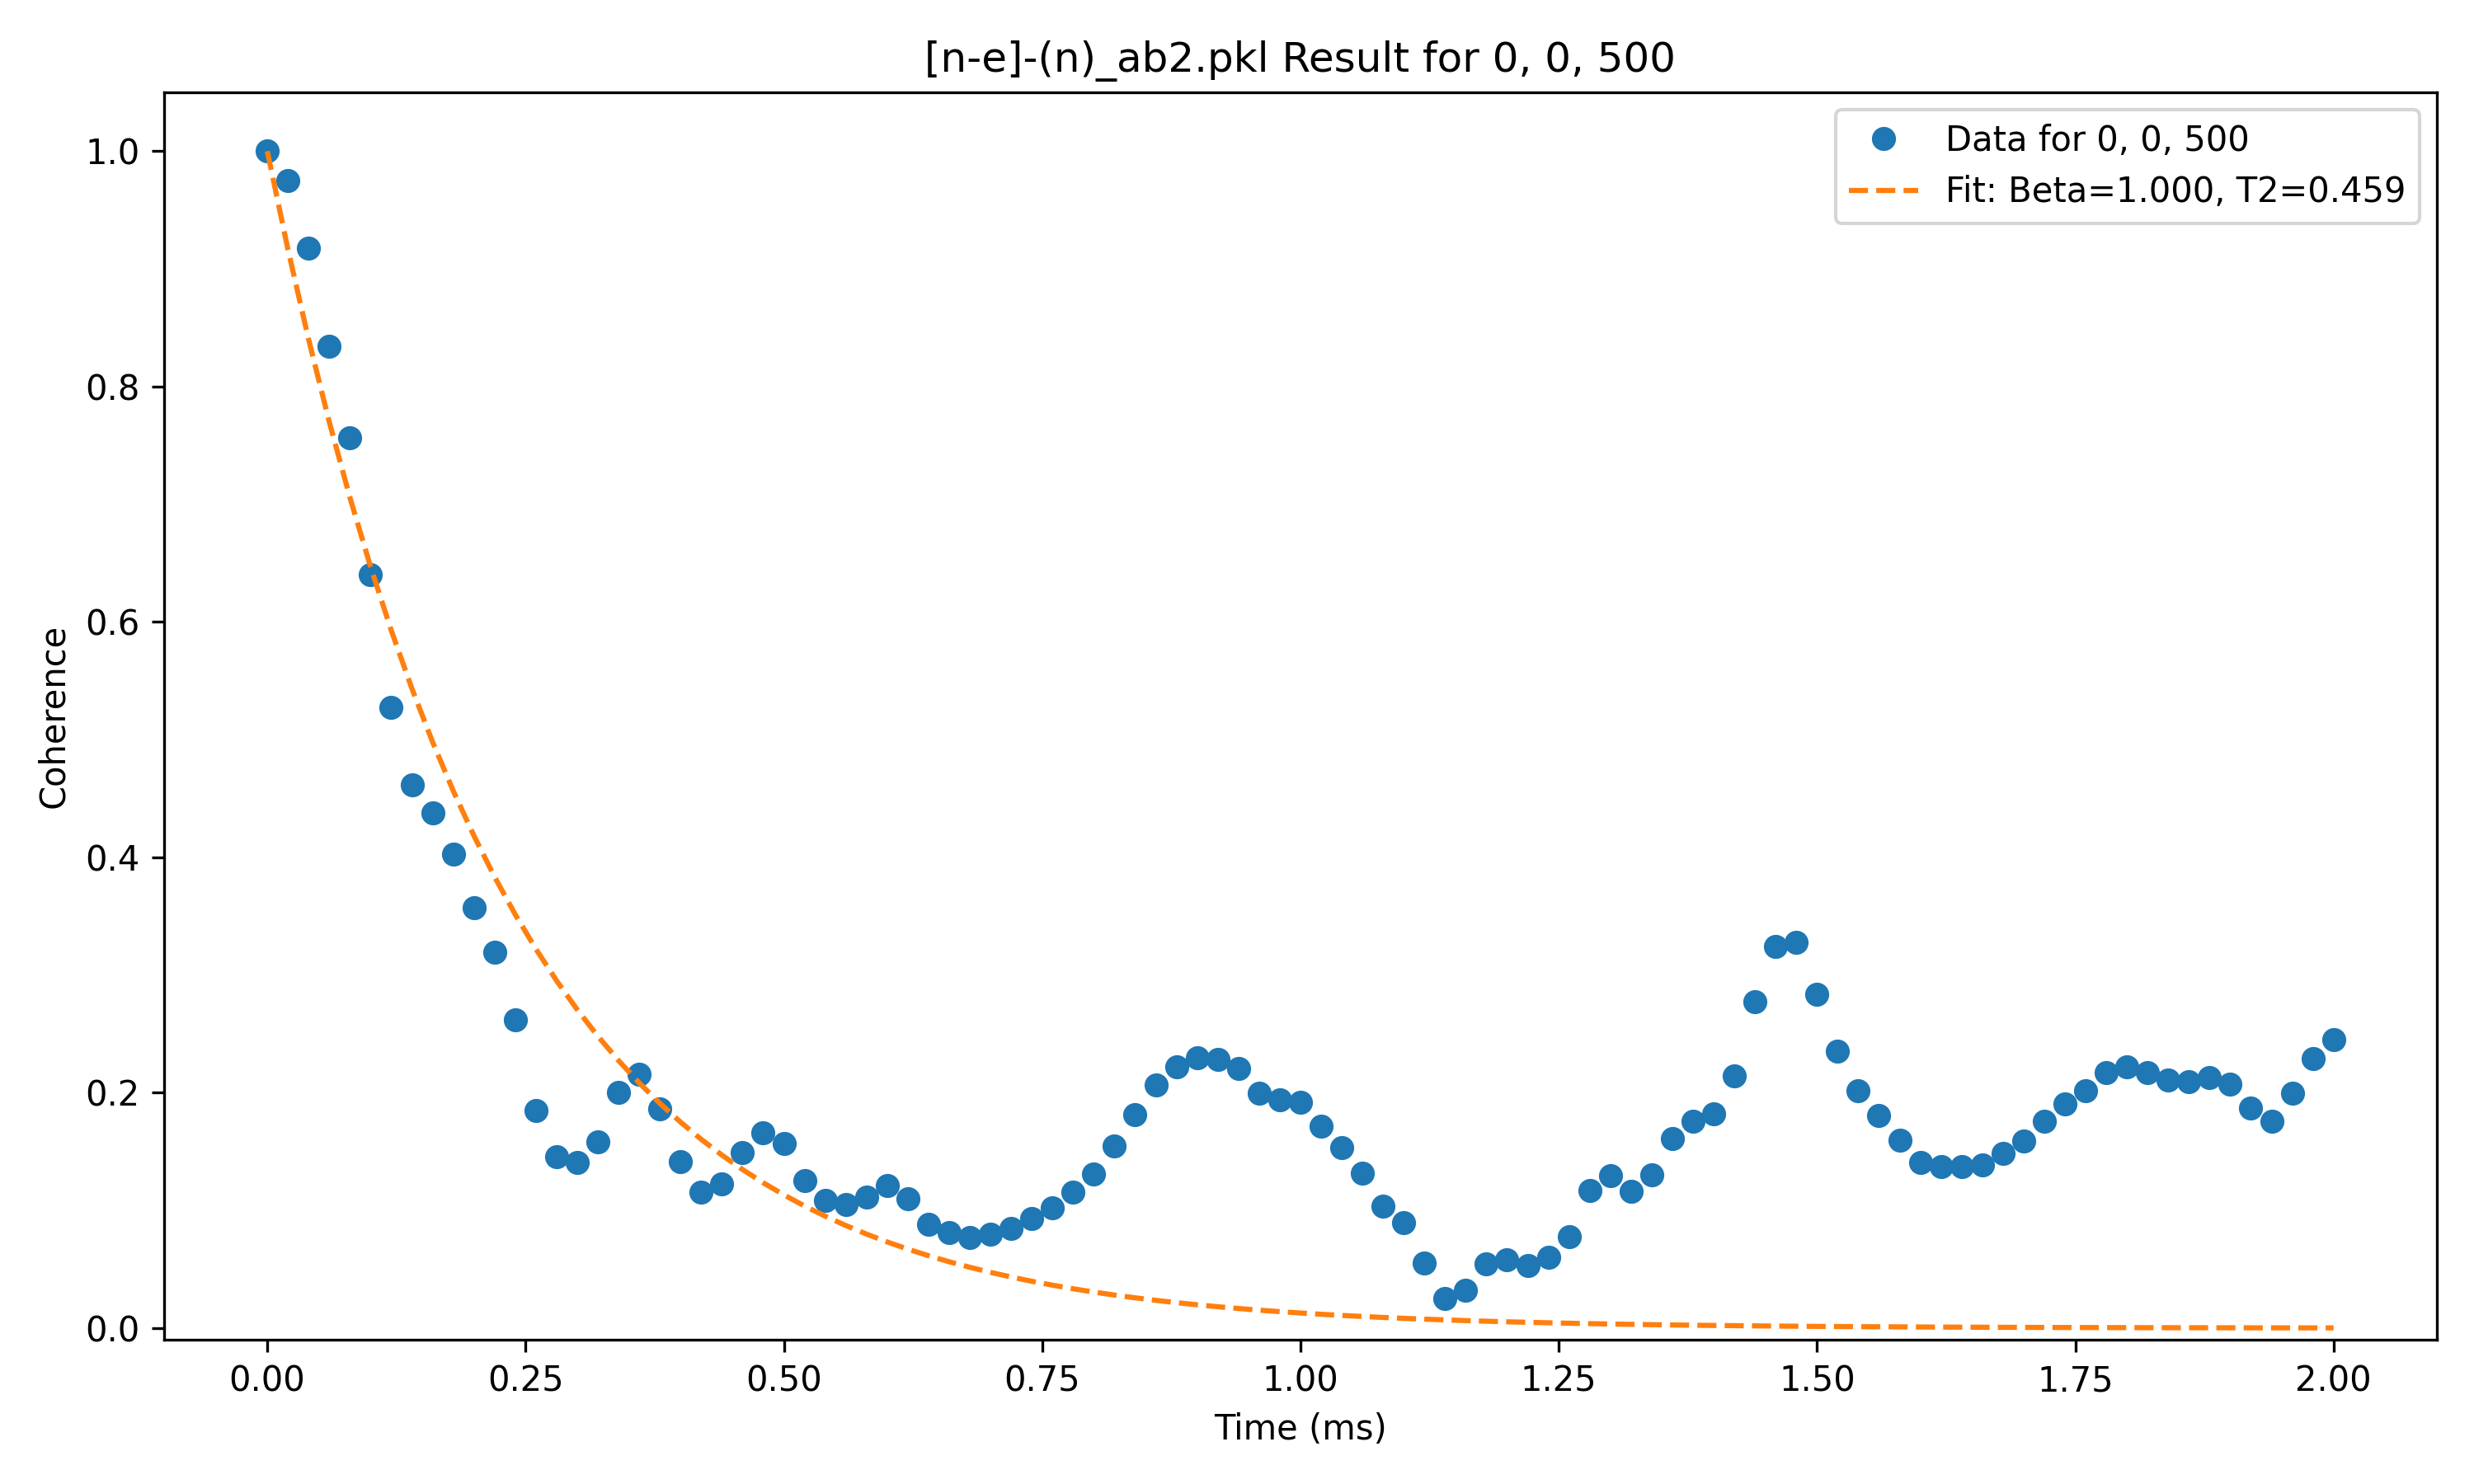 [n-e]-(n)_ab2.pkl Result for 0, 0, 500
Data for 0, 0, 500
Fit: Beta=1.000, T2=0.459
1.0
0.8
0.6
0.4
0.2
0.0
Coherence
0.00 0.25 0.50 0.75 1.00 1.25 1.50 1.75 2.00
Time (ms)